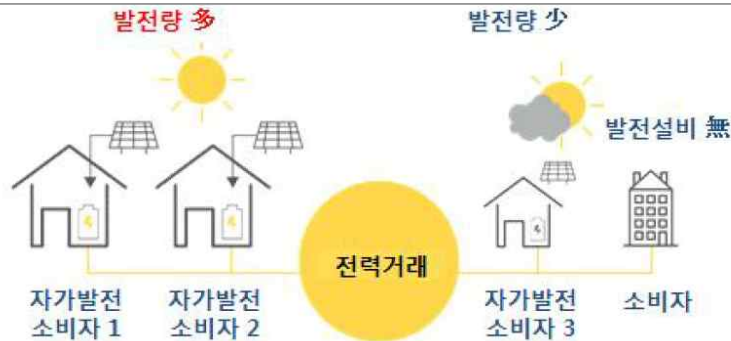 발전량 多
발전량 少
발전설비 無
전력거래
자가발전
소비자 1
자가발전
소비자 2
자가발전
소비자 3
소비자